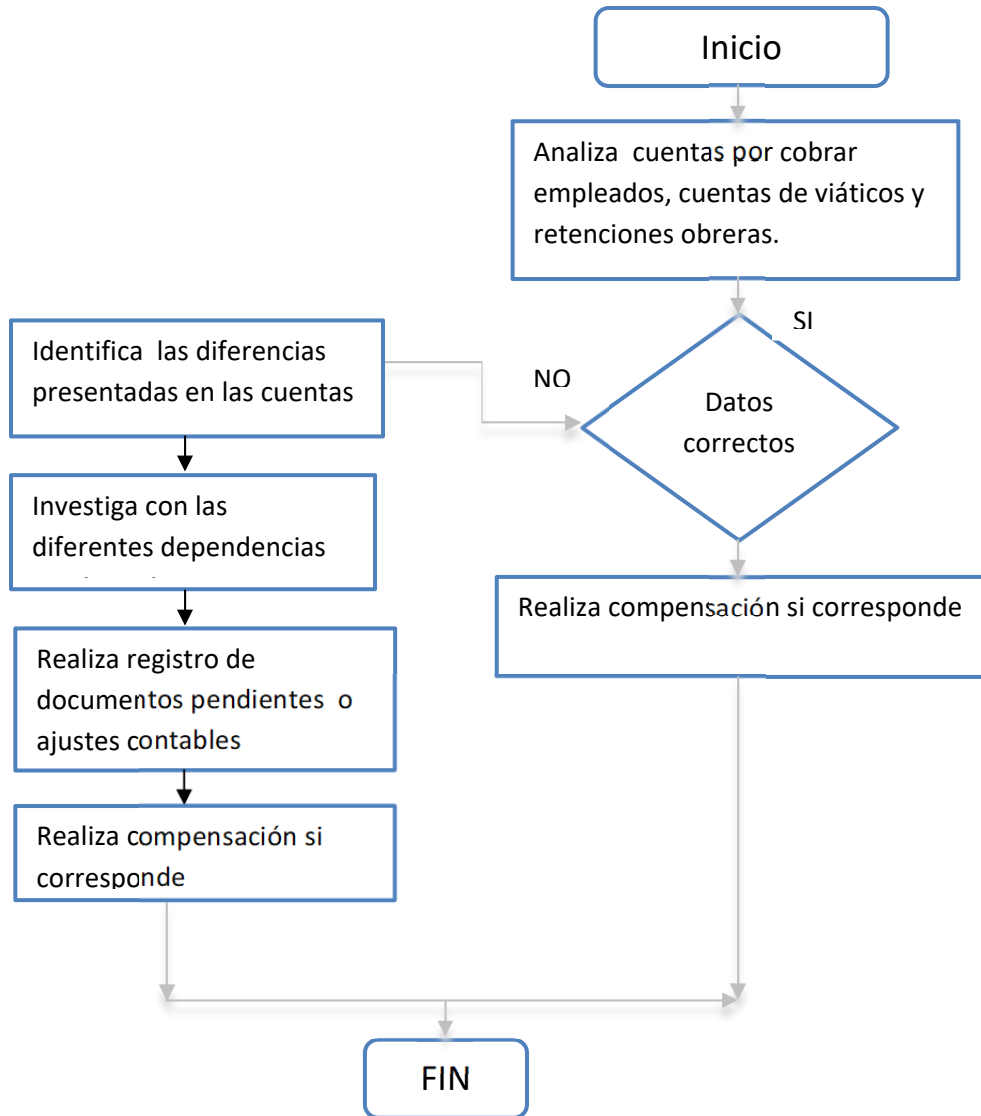 Inicio
Analiza cuentas por cobrar
empleados, cuentas de viáticos y
retenciones obreras.
SI
NO
Datos
correctos
Identifica las diferencias
presentadas en las cuentas
Investiga con las
diferentes dependencias
Realiza registro de
documentos pendientes o
ajustes contables
Realiza compensación si
corresponde
Realiza compensación si corresponde
FIN